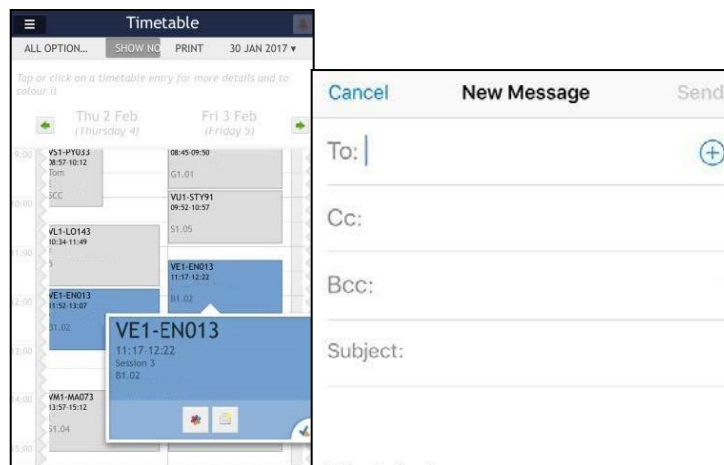 Timetable
ALL OPTION... SHOW NO PRINT 30 JAN 2017 ▾
Tap or click on a timetable entry for more details and to
colour it
Thu 2 Feb
(Thursday 4)
Fri 3 Feb
(Friday 5)
9:00
10:00
11:00
12:00
13:00
14:00
15:00
VS1-PY033
08:57-10:12
Tom
SCC
VL1-LO143
10:34-11:49
VE1-EN013
11:52-13:07
B1.02
VM1-MA073
13:57-15:12
S1.04
08:45-09:50
G1.01
VU1-STY91
09:52-10:57
S1.05
VE1-EN013
11:17-12:22
B1.02
VE1-EN013
11:17-12:22
Session 3
B1.02
Cancel New Message Send
To:
Cc:
Bcc:
Subject: